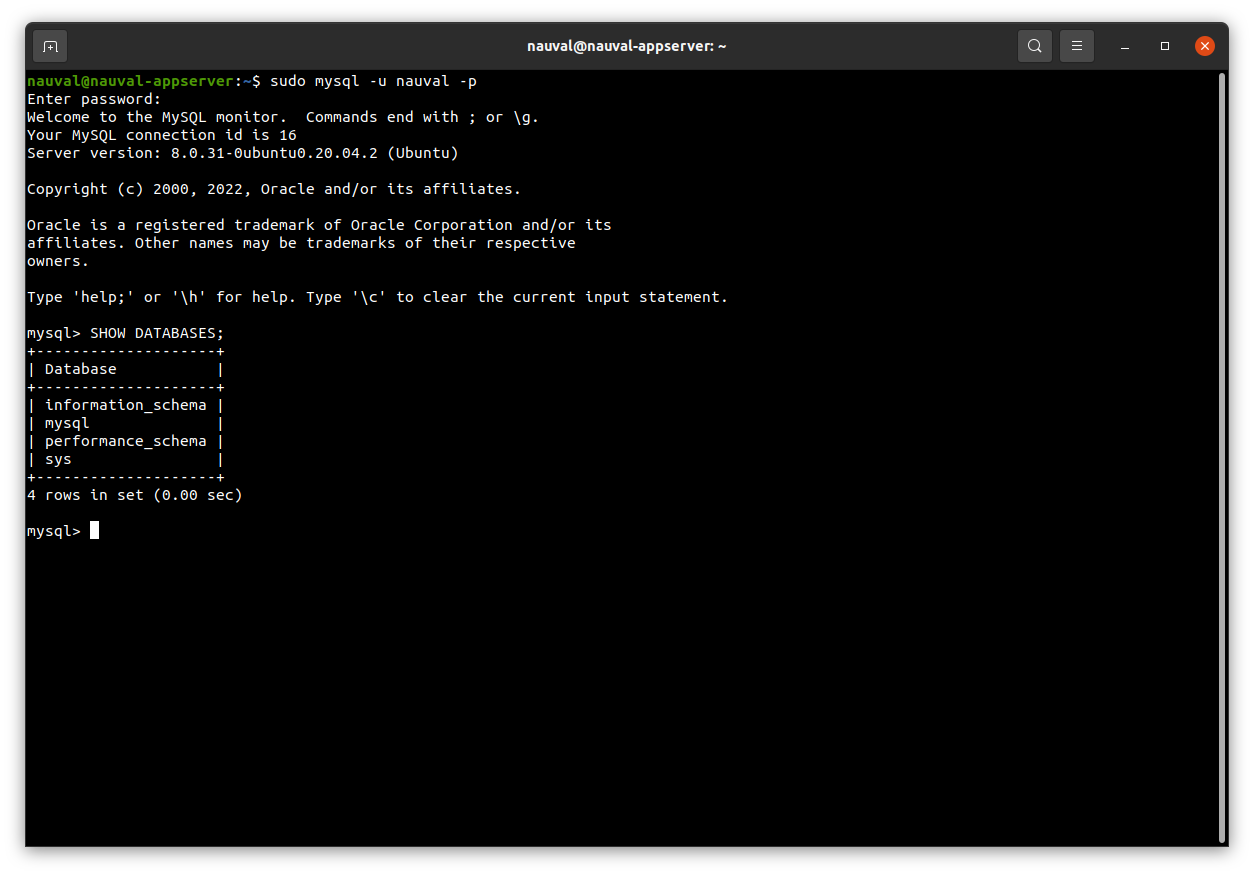 nauval@nauval-appserver: ~
nauval@nauval-appserver:~$ sudo mysql -u nauval -p
Enter password:
Welcome to the MySQL monitor.  Commands end with ; or \g.
Your MySQL connection id is 16
Server version: 8.0.31-0ubuntu0.20.04.2 (Ubuntu)

Copyright (c) 2000, 2022, Oracle and/or its affiliates.

Oracle is a registered trademark of Oracle Corporation and/or its
affiliates. Other names may be trademarks of their respective
owners.

Type 'help;' or '\h' for help. Type '\c' to clear the current input statement.

mysql> SHOW DATABASES;
+--------------------+
| Database           |
+--------------------+
| information_schema |
| mysql              |
| performance_schema |
| sys                |
+--------------------+
4 rows in set (0.00 sec)

mysql>